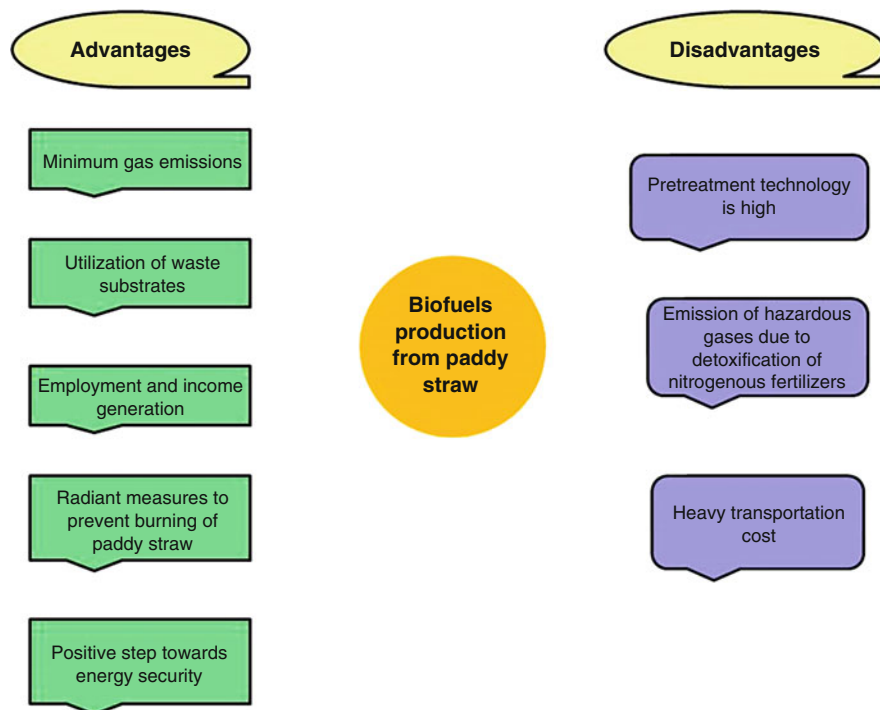 Advantages
Minimum gas emissions
Utilization of waste
substrates
Employment and income
generation
Radiant measures to
prevent burning of
paddy straw
Positive step towards
energy security
Biofuels
production
from paddy
straw
Disadvantages
Pretreatment technology
is high
Emission of hazardous
gases due to
detoxification of
nitrogenous fertilizers
Heavy transportation
cost